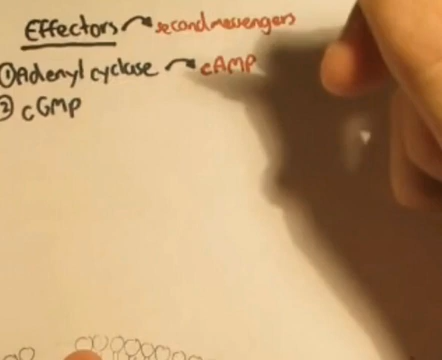 Effectors → second messengers
① Adenyl cyclase → cAMP
② cGMP